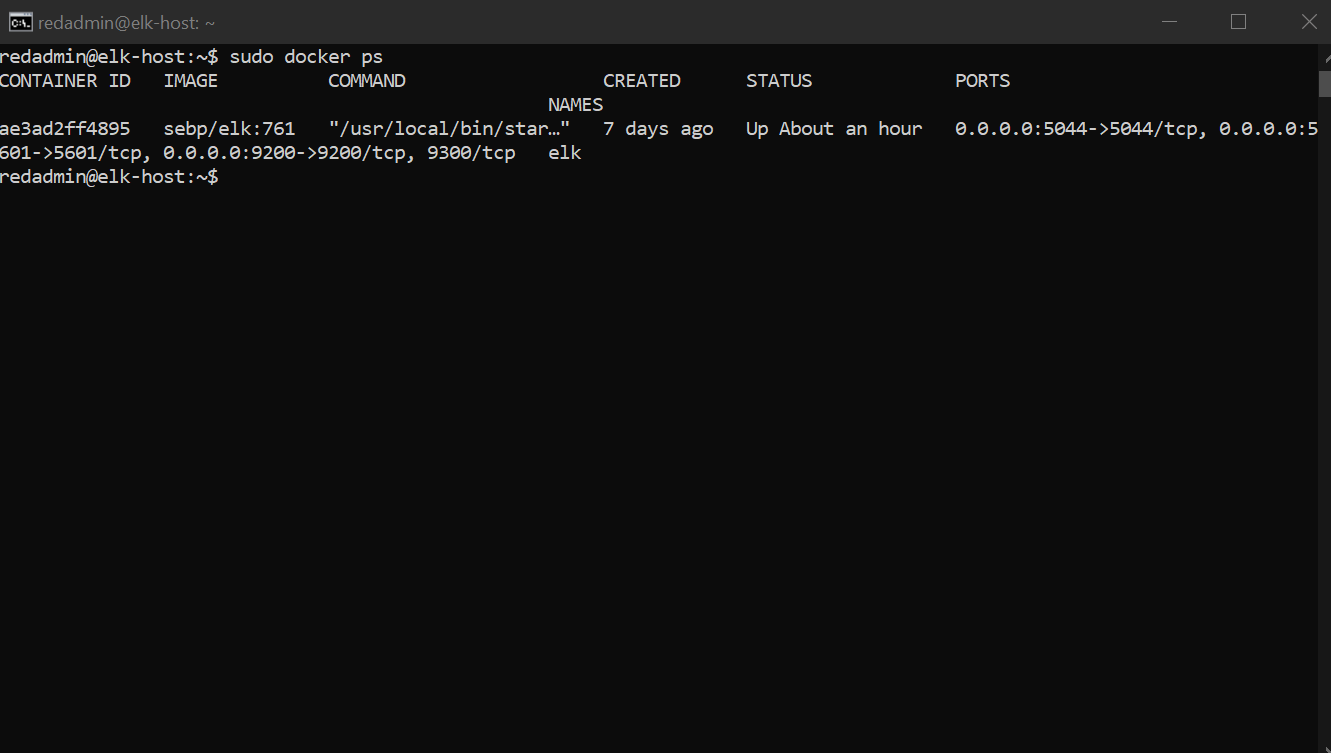 redadmin@elk-host: ~
redadmin@elk-host:~$ sudo docker ps
CONTAINER ID   IMAGE          COMMAND                  CREATED      STATUS             PORTS
                                                  NAMES
ae3ad2ff4895   sebp/elk:761   "/usr/local/bin/star…"   7 days ago   Up About an hour   0.0.0.0:5044->5044/tcp, 0.0.0.0:5
601->5601/tcp, 0.0.0.0:9200->9200/tcp, 9300/tcp   elk
redadmin@elk-host:~$